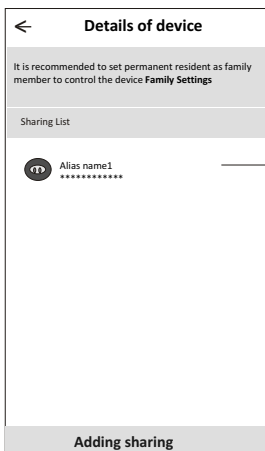 Details of device
It is recommended to set permanent resident as family
member to control the device Family Settings
Sharing List
Alias name1
************
Adding sharing